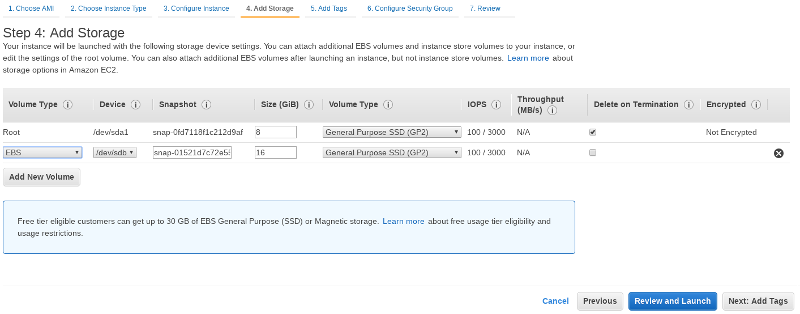 1. Choose AMI 2. Choose Instance Type 3. Configure Instance 4. Add Storage 5. Add Tags 6. Configure Security Group 7. Review
Step 4: Add Storage
Your instance will be launched with the following storage device settings. You can attach additional EBS volumes and instance store volumes to your instance, or
edit the settings of the root volume. You can also attach additional EBS volumes after launching an instance, but not instance store volumes. Learn more about
storage options in Amazon EC2.
Volume Type Device Snapshot Size (GiB) Volume Type IOPS Throughput (MB/s) Delete on Termination Encrypted
Root /dev/sda1 snap-0fd7118f1c212d9af 8 General Purpose SSD (GP2) 100 / 3000 N/A Not Encrypted
EBS /dev/sdb snap-01521d7c72e55 16 General Purpose SSD (GP2) 100 / 3000 N/A
Add New Volume
Free tier eligible customers can get up to 30 GB of EBS General Purpose (SSD) or Magnetic storage. Learn more about free usage tier eligibility and
usage restrictions.
Cancel Previous Review and Launch Next: Add Tags